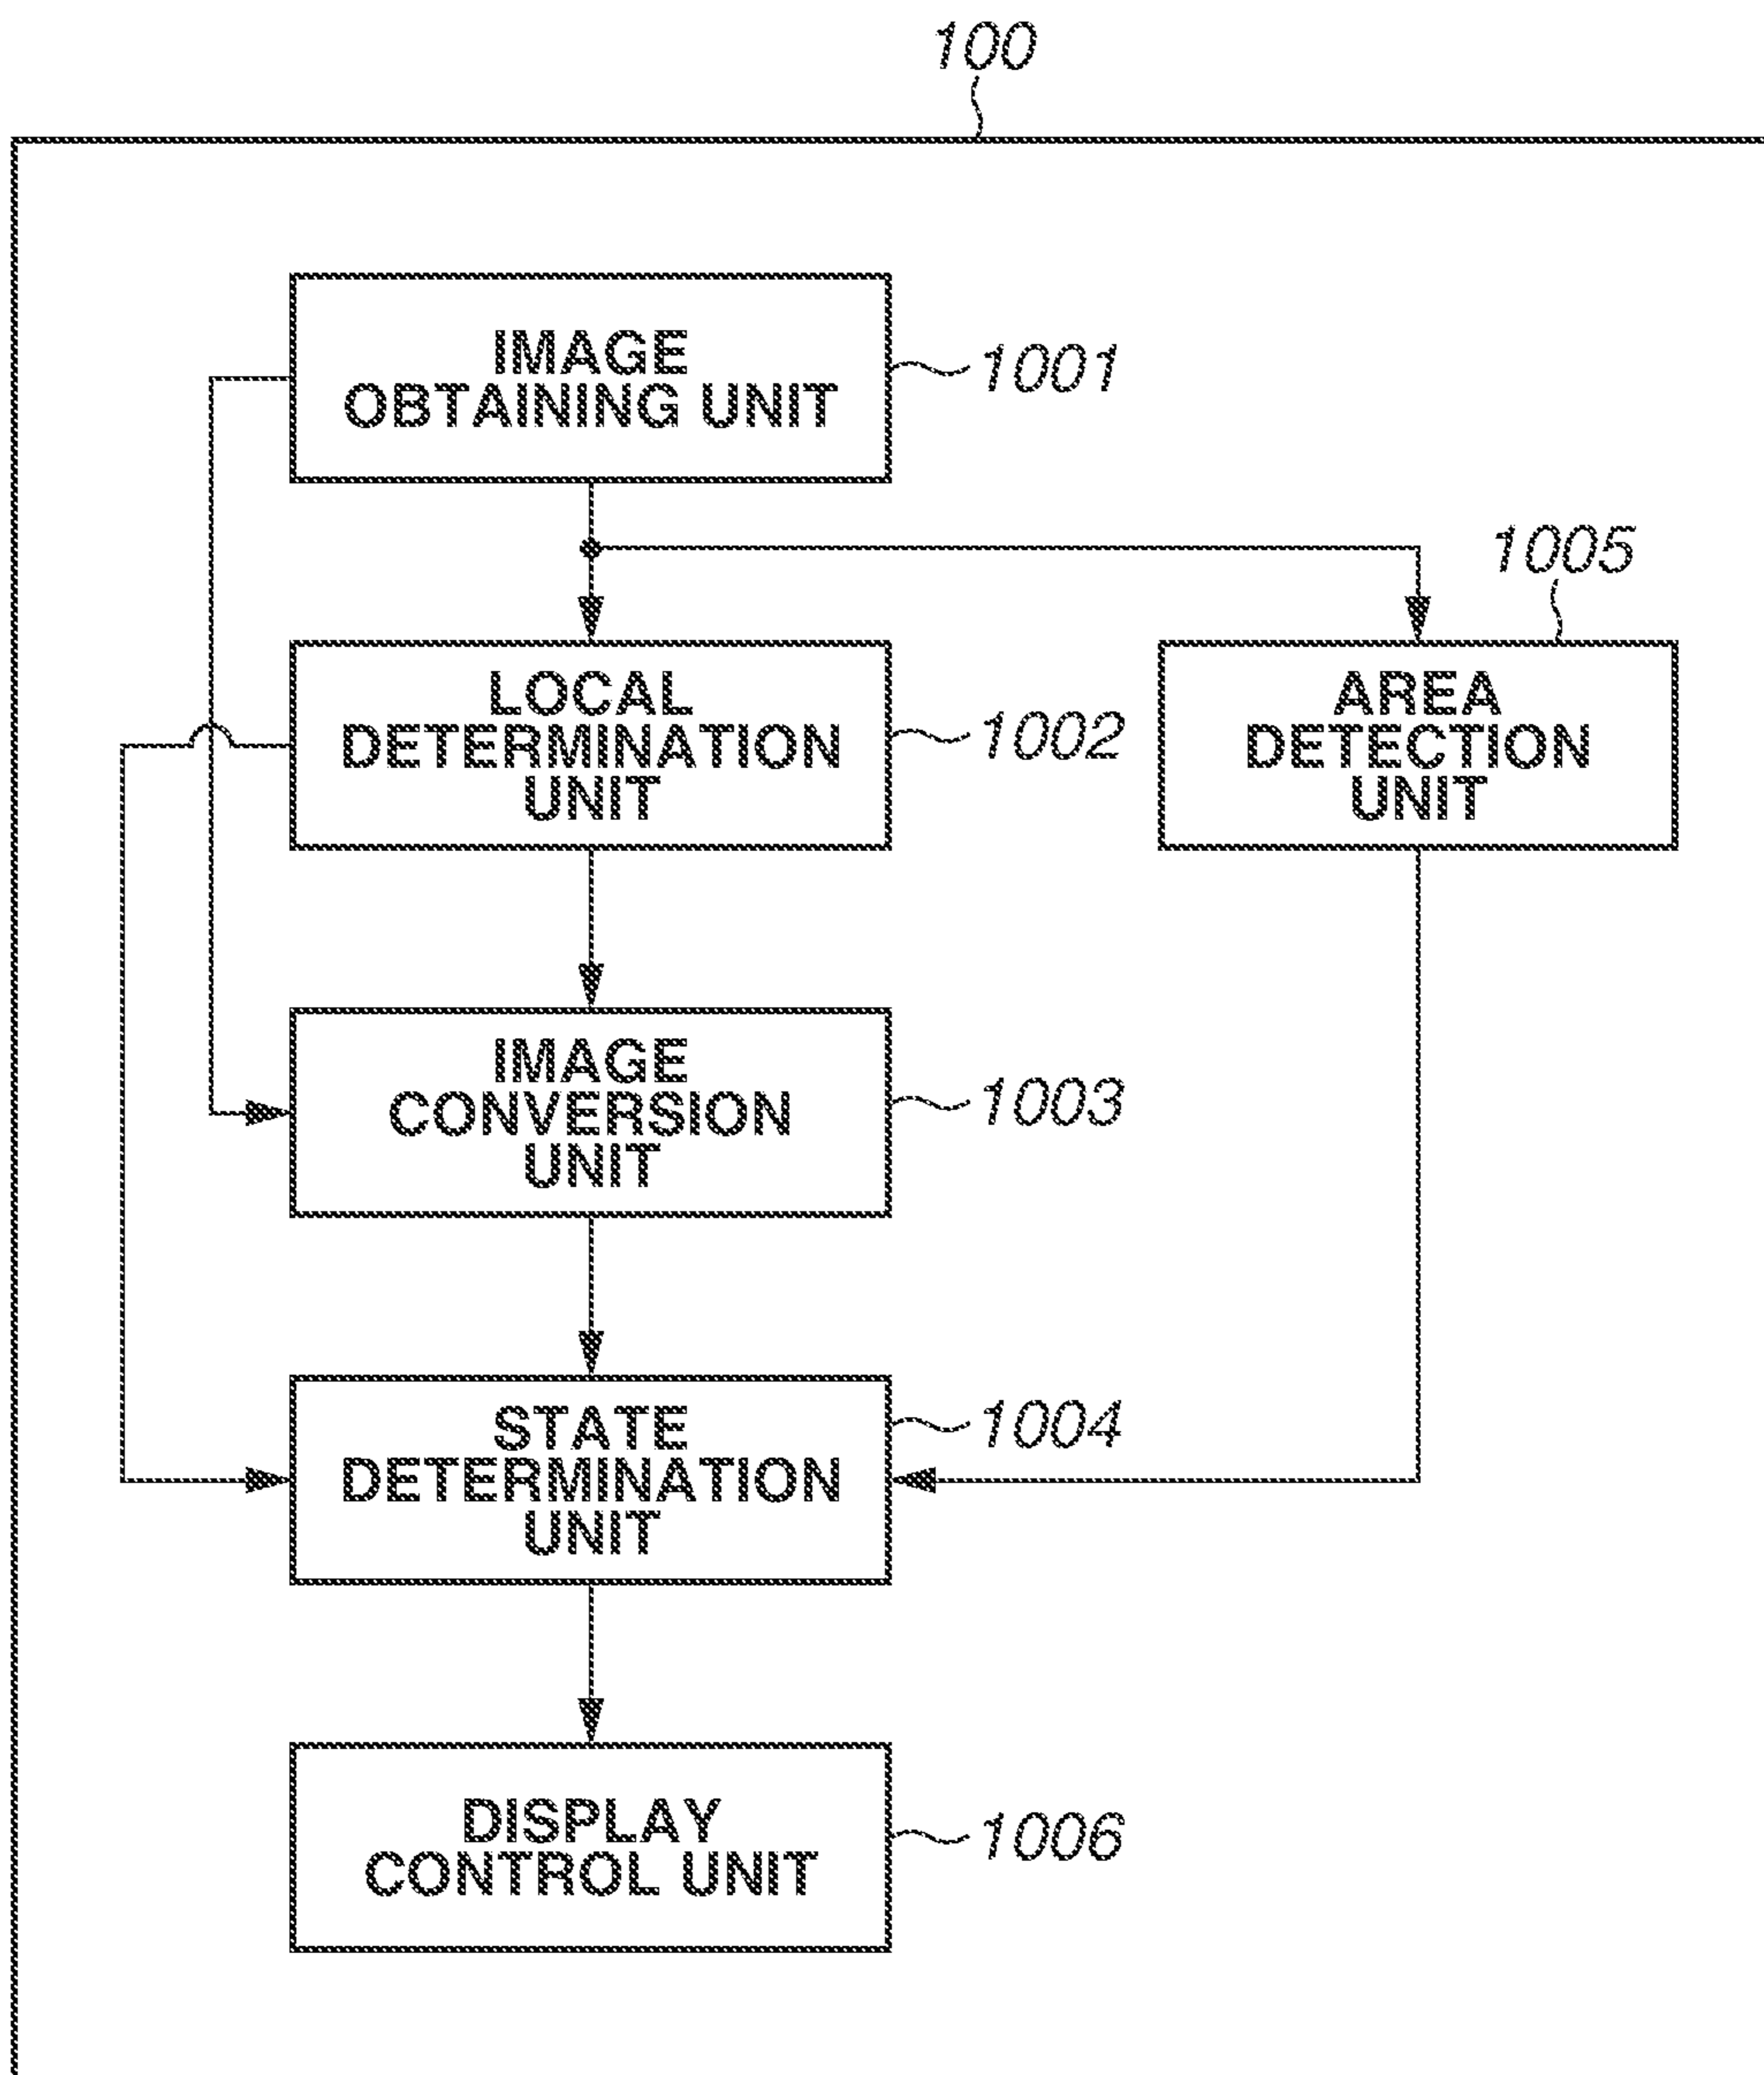 100
IMAGE
OBTAINING UNIT
1001
1005
LOCAL
DETERMINATION
UNIT
1002
AREA
DETECTION
UNIT
IMAGE
CONVERSION
UNIT
1003
STATE
DETERMINATION
UNIT
1004
DISPLAY
CONTROL UNIT
1006